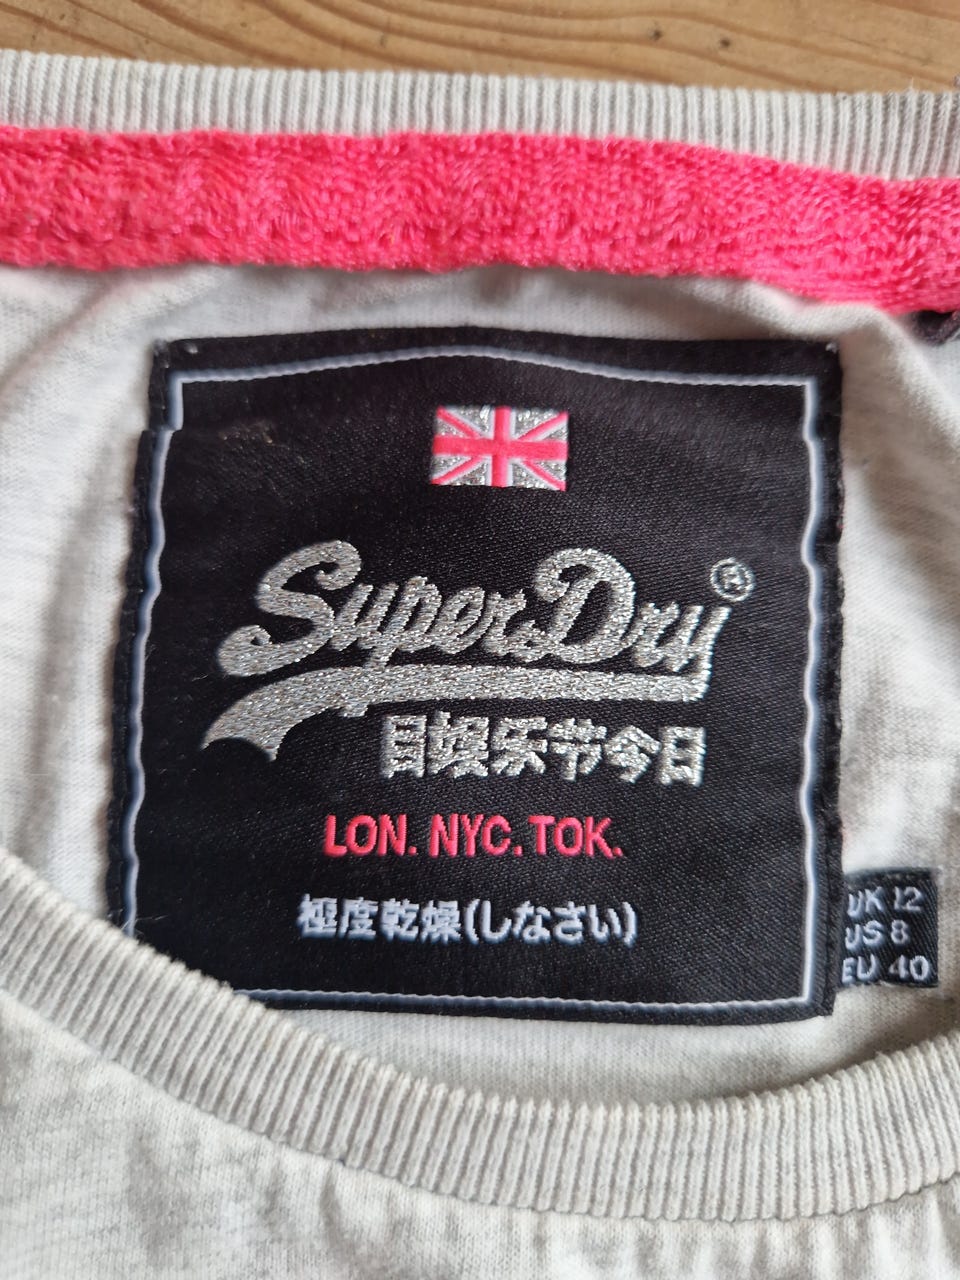 SuperDry®
目娱乐节今日
LON. NYC. TOK.
極度乾燥(しなさい)
UK 12
US 8
EU 40